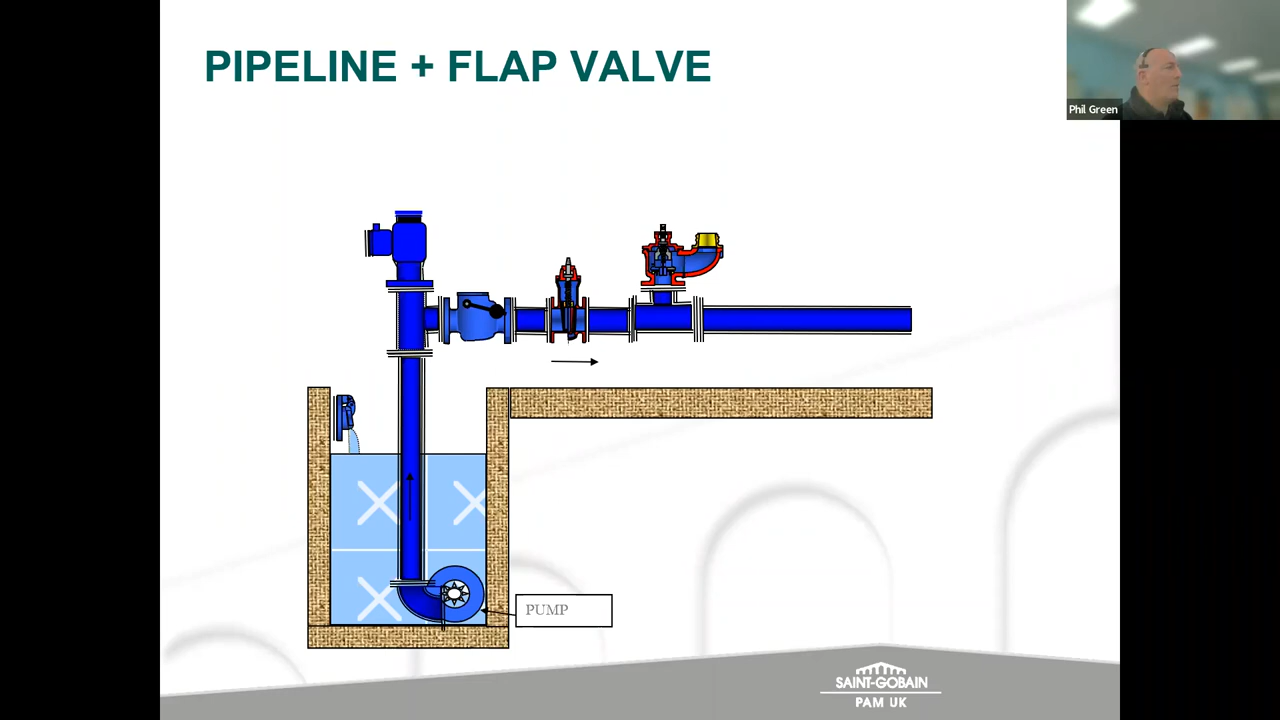 PIPELINE + FLAP VALVE
Phil Green
PUMP
SAINT-GOBAIN
PAM UK